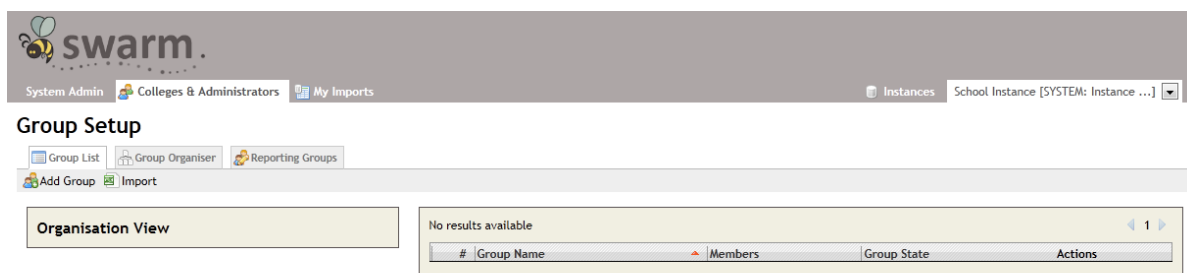 swarm.
System Admin Colleges & Administrators My Imports Instances School Instance [SYSTEM: Instance ...]
Group Setup
Group List Group Organiser Reporting Groups
Add Group Import
Organisation View
No results available 1
# Group Name Members Group State Actions